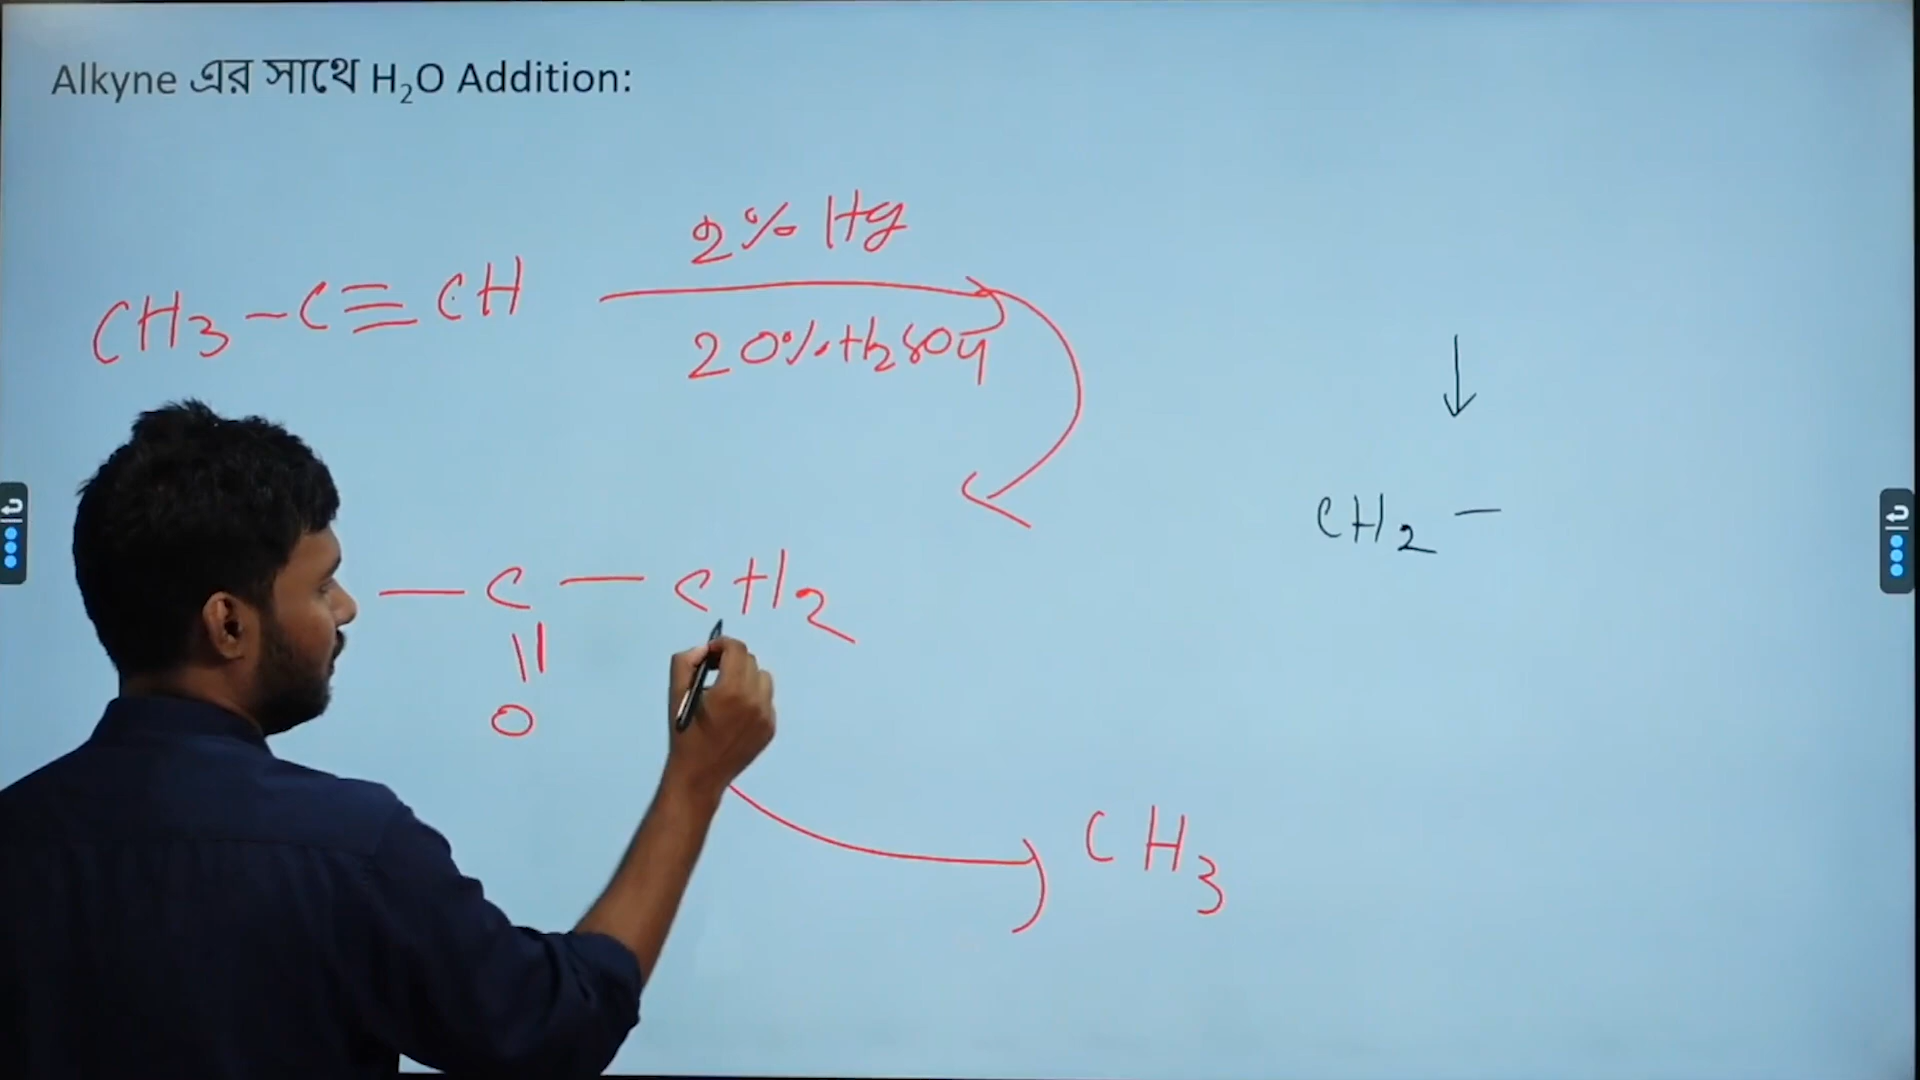 Alkyne এর সাথে H₂O Addition:
2% Hg
CH3-C≡CH
20% H2SO4
CH2-
-C-CH2
||
O
CH3